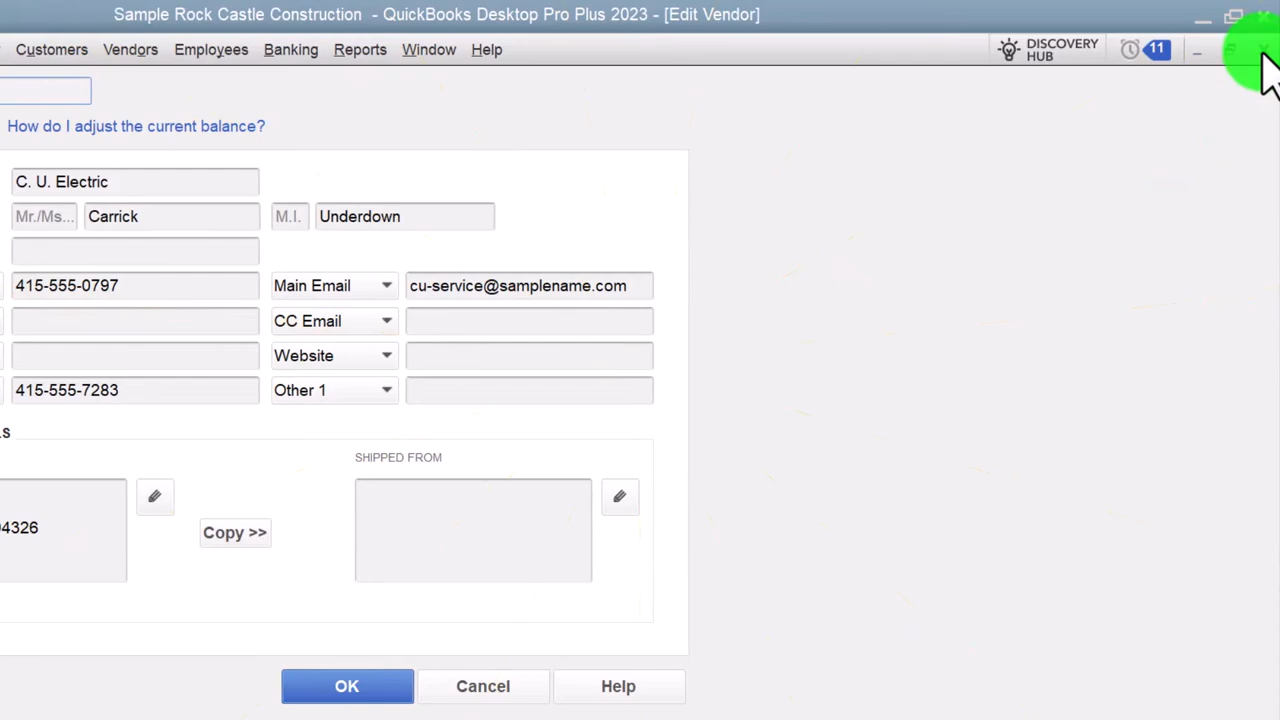 Sample Rock Castle Construction - QuickBooks Desktop Pro Plus 2023 - [Edit Vendor]
Customers Vendors Employees Banking Reports Window Help DISCOVERY HUB 11
How do I adjust the current balance?
C. U. Electric
Mr./Ms... Carrick M.I. Underdown
415-555-0797 Main Email cu-service@samplename.com
CC Email
Website
415-555-7283 Other 1
SHIPPED FROM
4326
Copy >>
OK Cancel Help